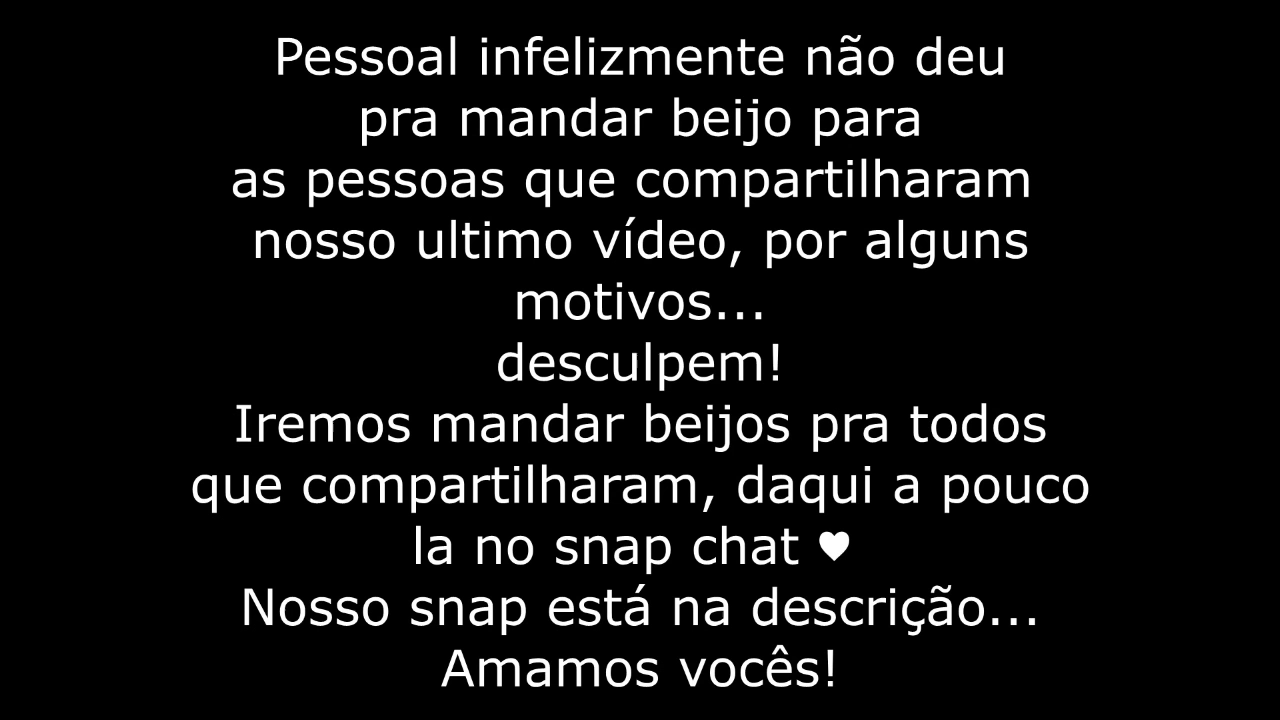 Pessoal infelizmente não deu
pra mandar beijo para
as pessoas que compartilharam
nosso ultimo vídeo, por alguns
motivos...
desculpem!
Iremos mandar beijos pra todos
que compartilharam, daqui a pouco
la no snap chat ♥
Nosso snap está na descrição...
Amamos vocês!